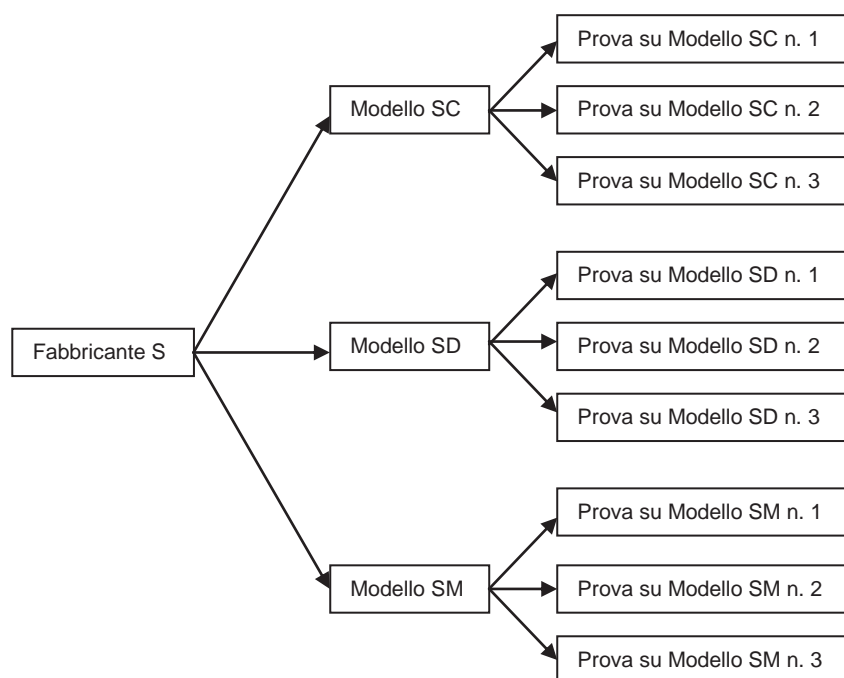 Prova su Modello SC n. 1
Modello SC
Prova su Modello SC n. 2
Prova su Modello SC n. 3
Prova su Modello SD n. 1
Fabbricante S
Modello SD
Prova su Modello SD n. 2
Prova su Modello SD n. 3
Prova su Modello SM n. 1
Modello SM
Prova su Modello SM n. 2
Prova su Modello SM n. 3